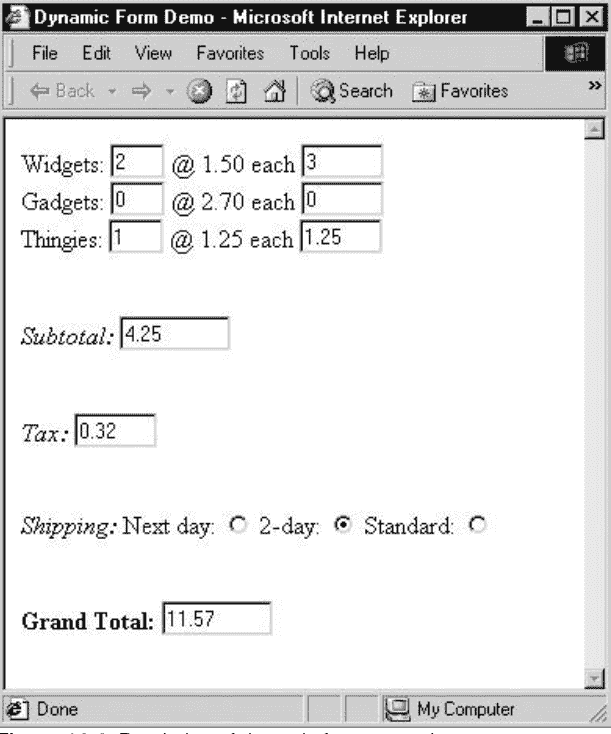 Dynamic Form Demo - Microsoft Internet Explorer
File Edit View Favorites Tools Help
Back Search Favorites »
Widgets: 2 @ 1.50 each 3
Gadgets: 0 @ 2.70 each 0
Thingies: 1 @ 1.25 each 1.25
Subtotal: 4.25
Tax: 0.32
Shipping: Next day: 2-day: Standard:
Grand Total: 11.57
Done My Computer